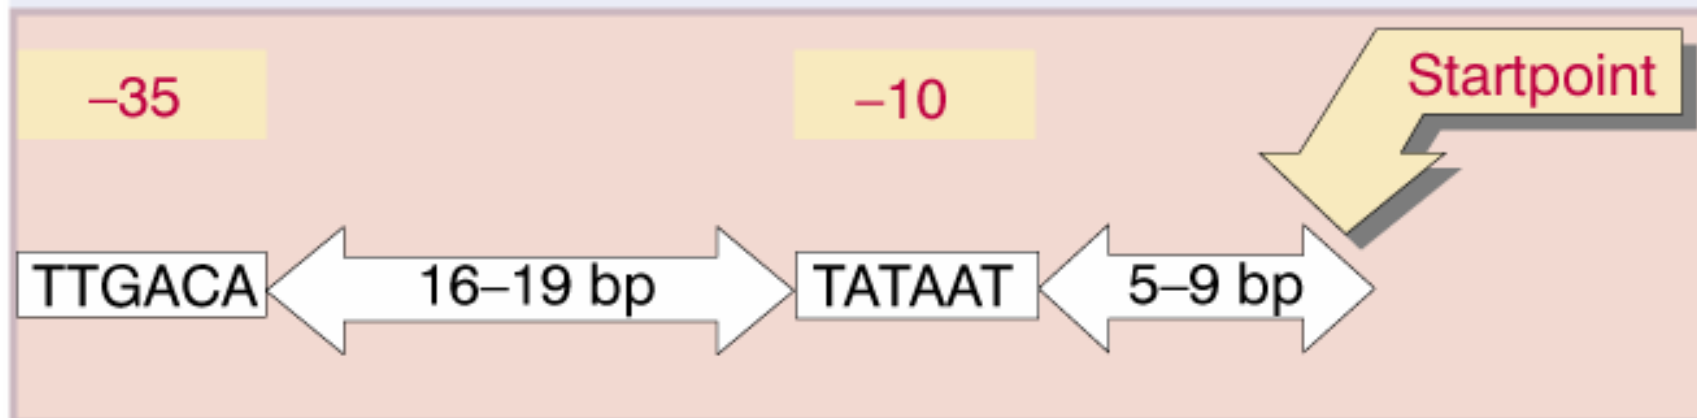 –35
–10
Startpoint
TTGACA
16–19 bp
TATAAT
5–9 bp